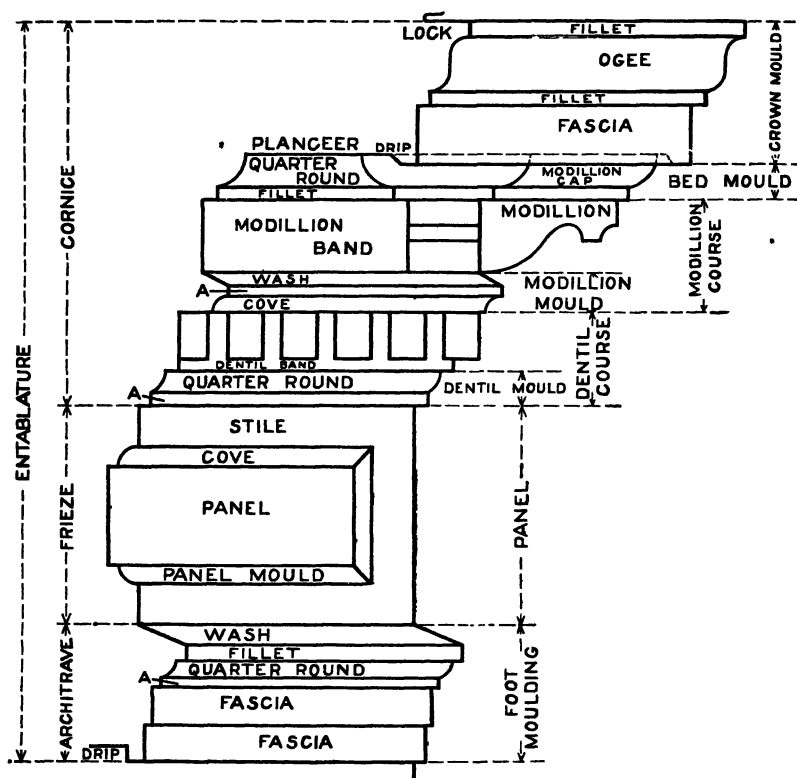 LOCK
FILLET
OGEE
FILLET
FASCIA
CROWN MOULD
PLANCEER
DRIP
QUARTER
ROUND
MODILLION
CAP
BED MOULD
FILLET
MODILLION
BAND
MODILLION
MODILLION
COURSE
WASH
A
COVE
MODILLION
MOULD
CORNICE
DENTIL BAND
DENTIL
COURSE
QUARTER ROUND
DENTIL MOULD
A
ENTABLATURE
STILE
COVE
PANEL
PANEL MOULD
FRIEZE
PANEL
WASH
FILLET
QUARTER ROUND
A
FASCIA
FASCIA
DRIP
ARCHITRAVE
FOOT
MOULDING